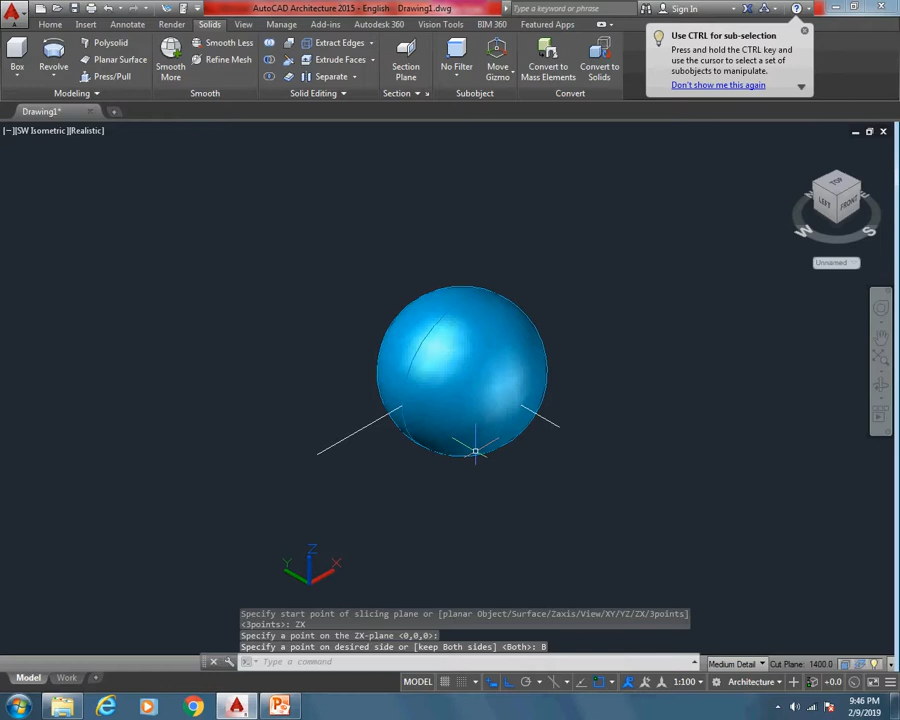 AutoCAD Architecture 2015 - English   Drawing1.dwg
Type a keyword or phrase
Sign In
Home Solids Insert Annotation Render View Manage Add-ins Autodesk 360 Vision Tools BIM 360 Featured Apps
Box
Revolve
Polysolid
Planar Surface
Press/Pull
Modeling
Smooth More
Smooth Less
Refine Mesh
Smooth
Extract Edges
Extrude Faces
Separate
Solid Editing
Section Plane
Section
No Filter
Move Gizmo
Subobject
Convert to Mass Elements
Convert to Solids
Convert
Use CTRL for sub-selection
Press and hold the CTRL key and
use the cursor to select a set of
subobjects to manipulate.
Don't show me this again
Drawing1*
[−][SW Isometric][Realistic]
TOP
LEFT
FRONT
W
S
Unnamed
Z
Y
X
Specify start point of slicing plane or [planar Object/Surface/Zaxis/View/XY/YZ/ZX/3points]
<3points>: ZX
Specify a point on the ZX-plane <0,0,0>:
Specify a point on desired side or [keep Both sides] <Both>: B
Type a command
Medium Detail
Cut Plane: 1400.0
Model
Work
MODEL
1:100
Architecture
+0.0
9:46 PM
2/9/2019